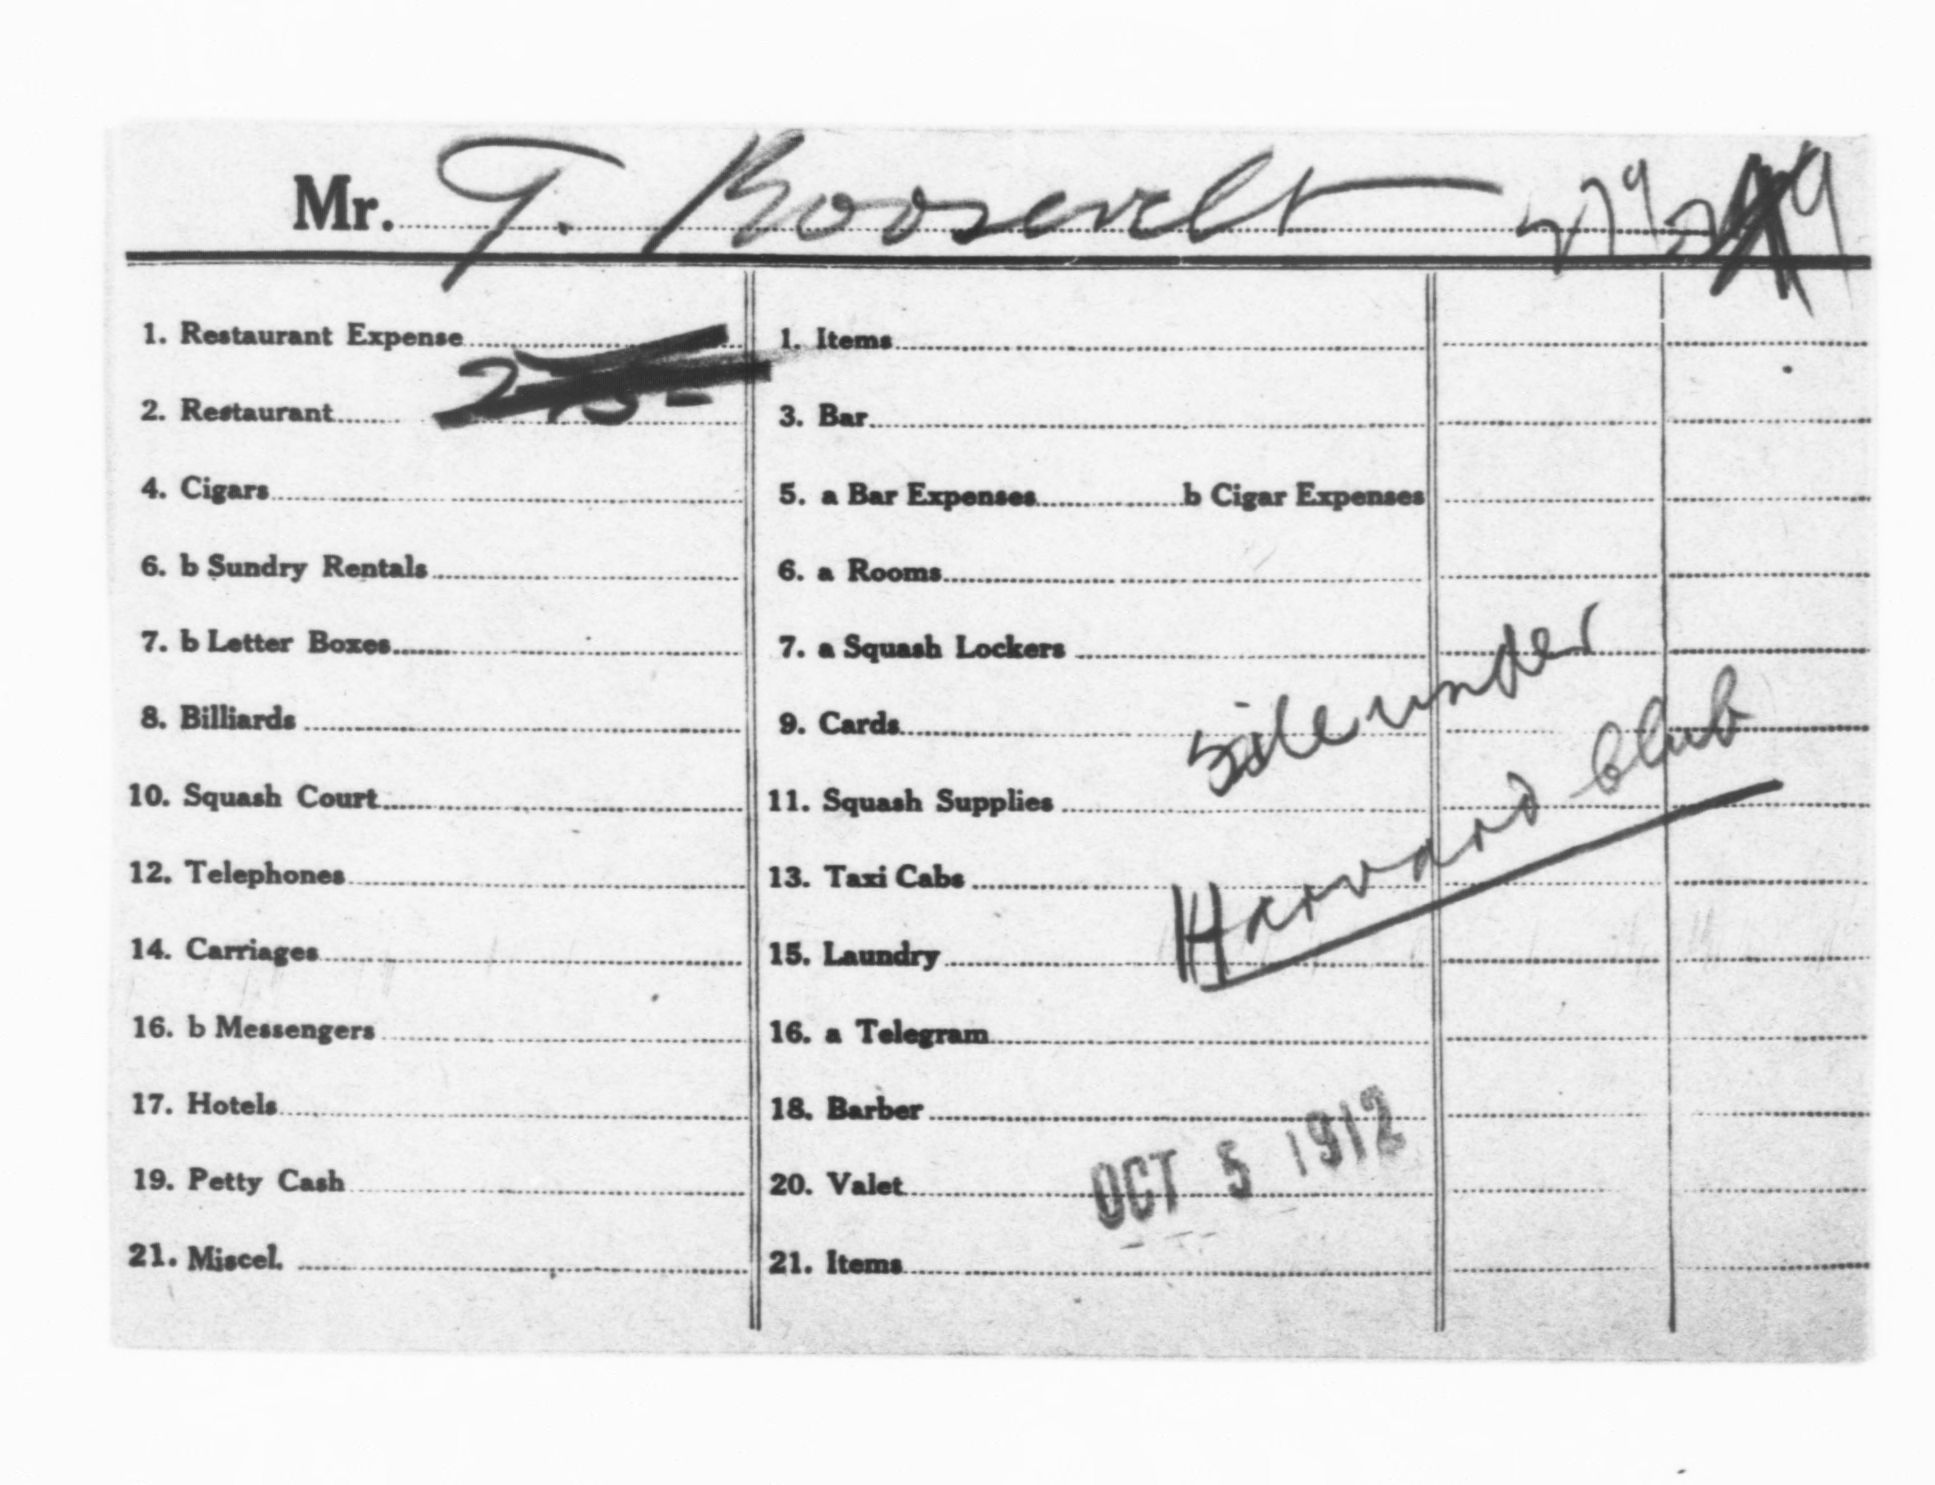 Mr. T. Roosevelt 279
1. Restaurant Expense 1. Items
2. Restaurant 3. Bar
4. Cigars 5. a Bar Expenses b Cigar Expenses
6. b Sundry Rentals 6. a Rooms
7. b Letter Boxes 7. a Squash Lockers
8. Billiards 9. Cards
10. Squash Court 11. Squash Supplies
12. Telephones 13. Taxi Cabs
14. Carriages 15. Laundry
16. b Messengers 16. a Telegram
17. Hotels 18. Barber
19. Petty Cash 20. Valet
21. Miscel. 21. Items
under
Harvard Club
OCT 5 1912